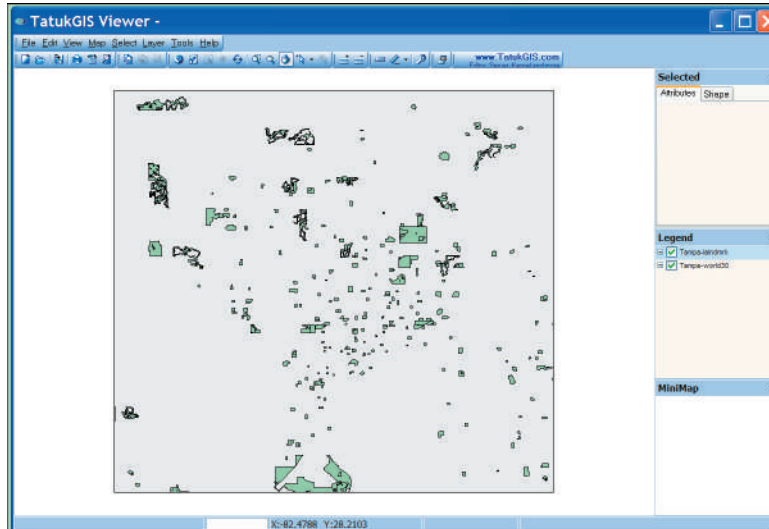 TatukGIS Viewer -
File Edit View Map Select Layer Tools Help
www.TatukGIS.com
Selected
Attributes Shape
Legend
Tampa-landmrk
Tampa-world30
MiniMap
X:-82.4788 Y:28.2103